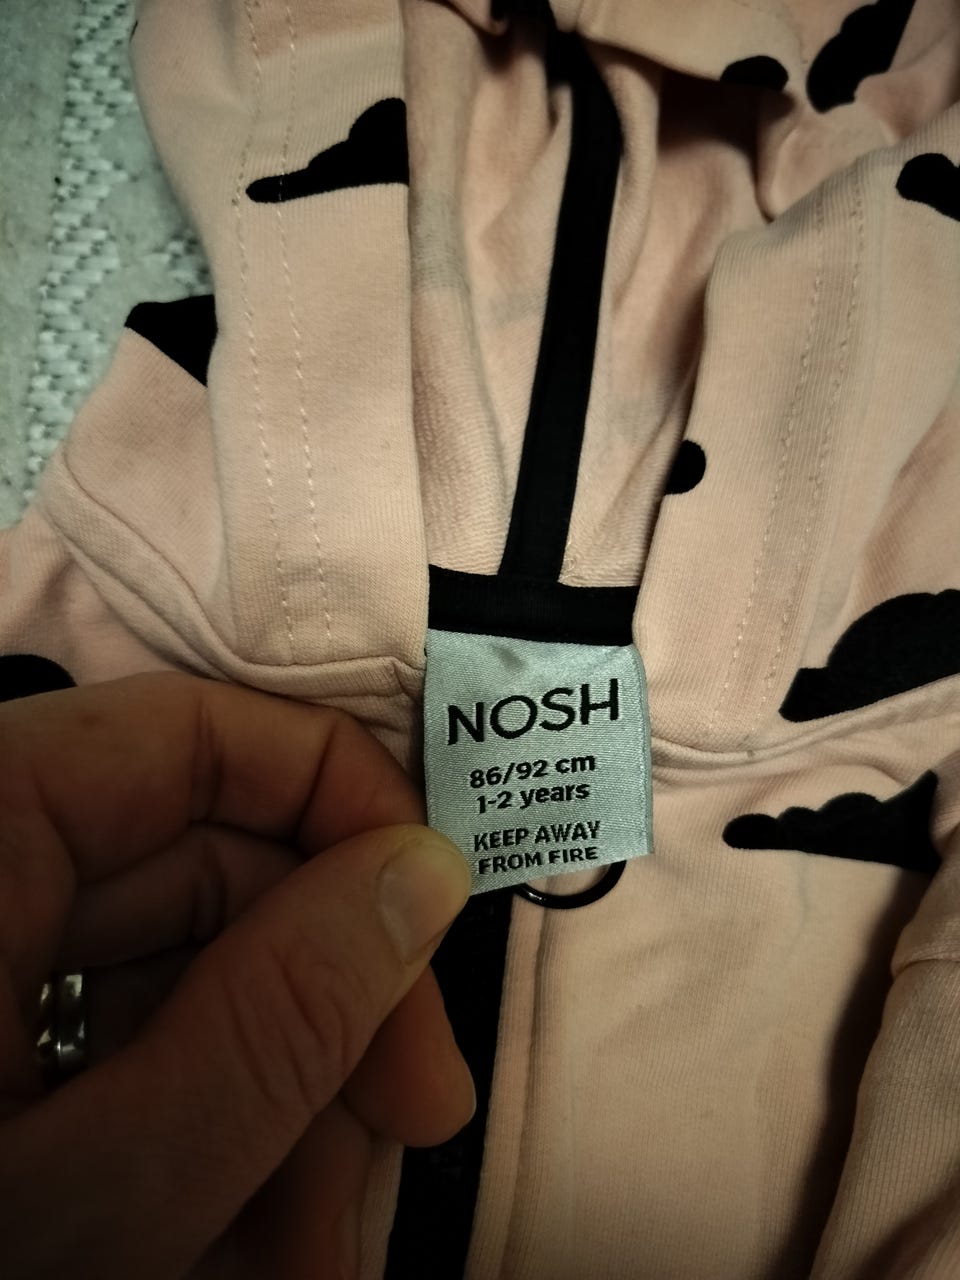 NOSH
86/92 cm
1-2 years
KEEP AWAY
FROM FIRE